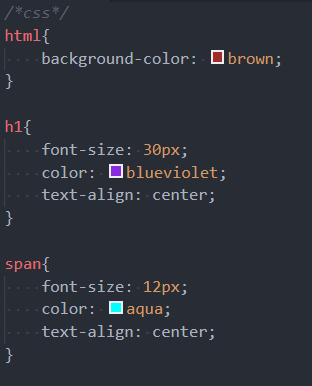 /*css*/
html{
    background-color: brown;
}

h1{
    font-size: 30px;
    color: blueviolet;
    text-align: center;
}

span{
    font-size: 12px;
    color: aqua;
    text-align: center;
}